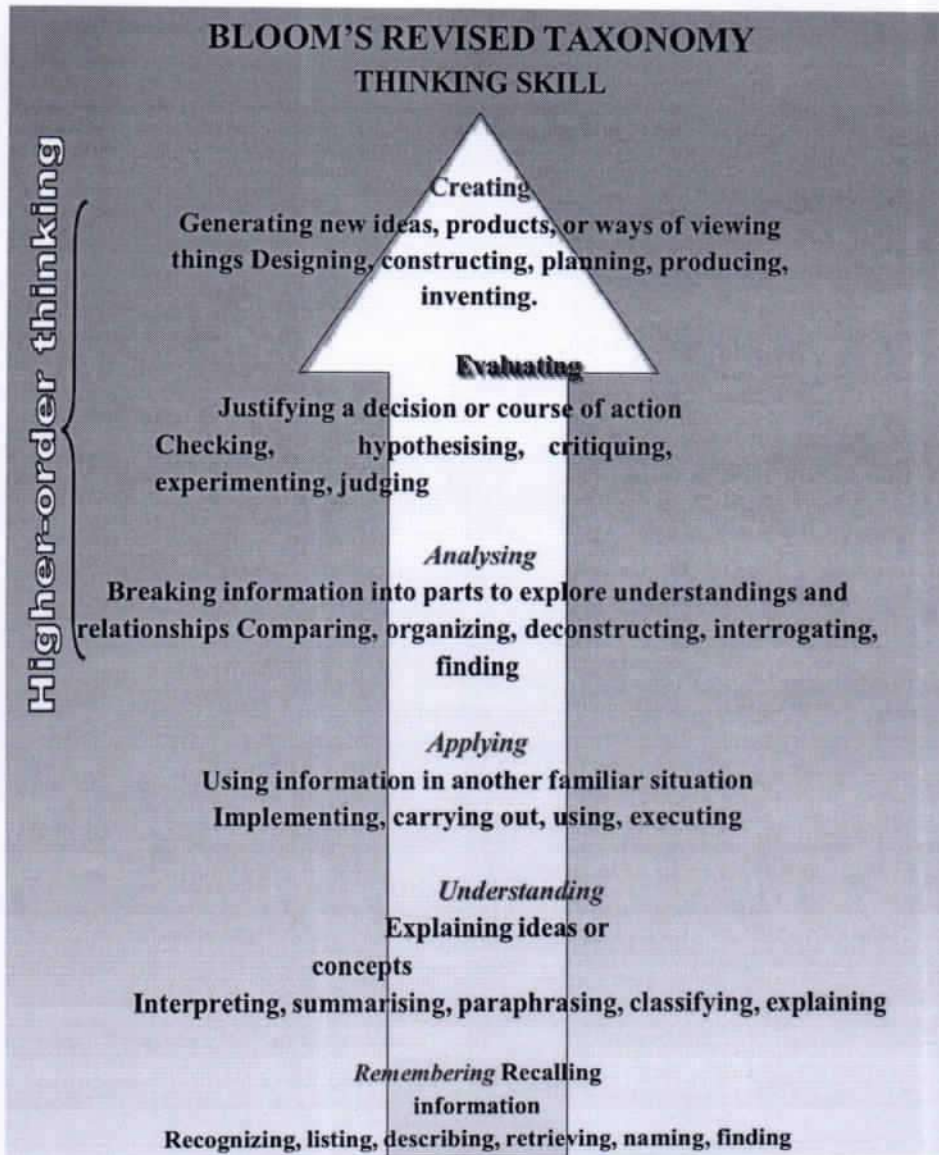 BLOOM'S REVISED TAXONOMY
THINKING SKILL
Higher-order thinking
Creating
Generating new ideas, products, or ways of viewing
things Designing, constructing, planning, producing,
inventing.
Evaluating
Justifying a decision or course of action
Checking, hypothesising, critiquing,
experimenting, judging
Analysing
Breaking information into parts to explore understandings and
relationships Comparing, organizing, deconstructing, interrogating,
finding
Applying
Using information in another familiar situation
Implementing, carrying out, using, executing
Understanding
Explaining ideas or
concepts
Interpreting, summarising, paraphrasing, classifying, explaining
Remembering Recalling
information
Recognizing, listing, describing, retrieving, naming, finding